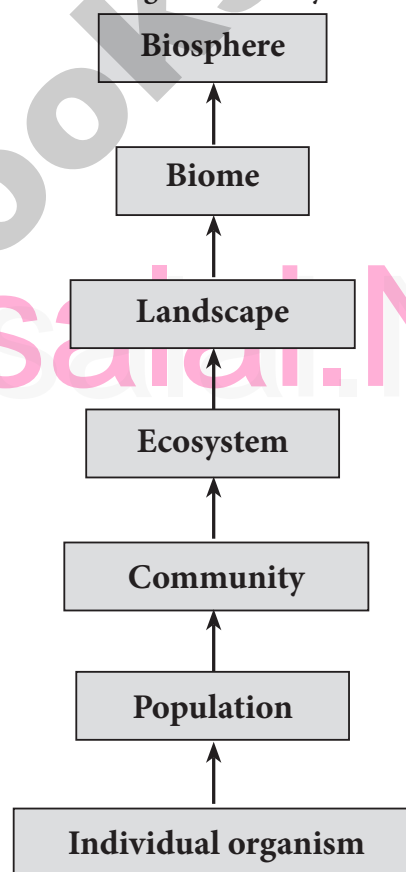 Biosphere
Biome
Landscape
Ecosystem
Community
Population
Individual organism